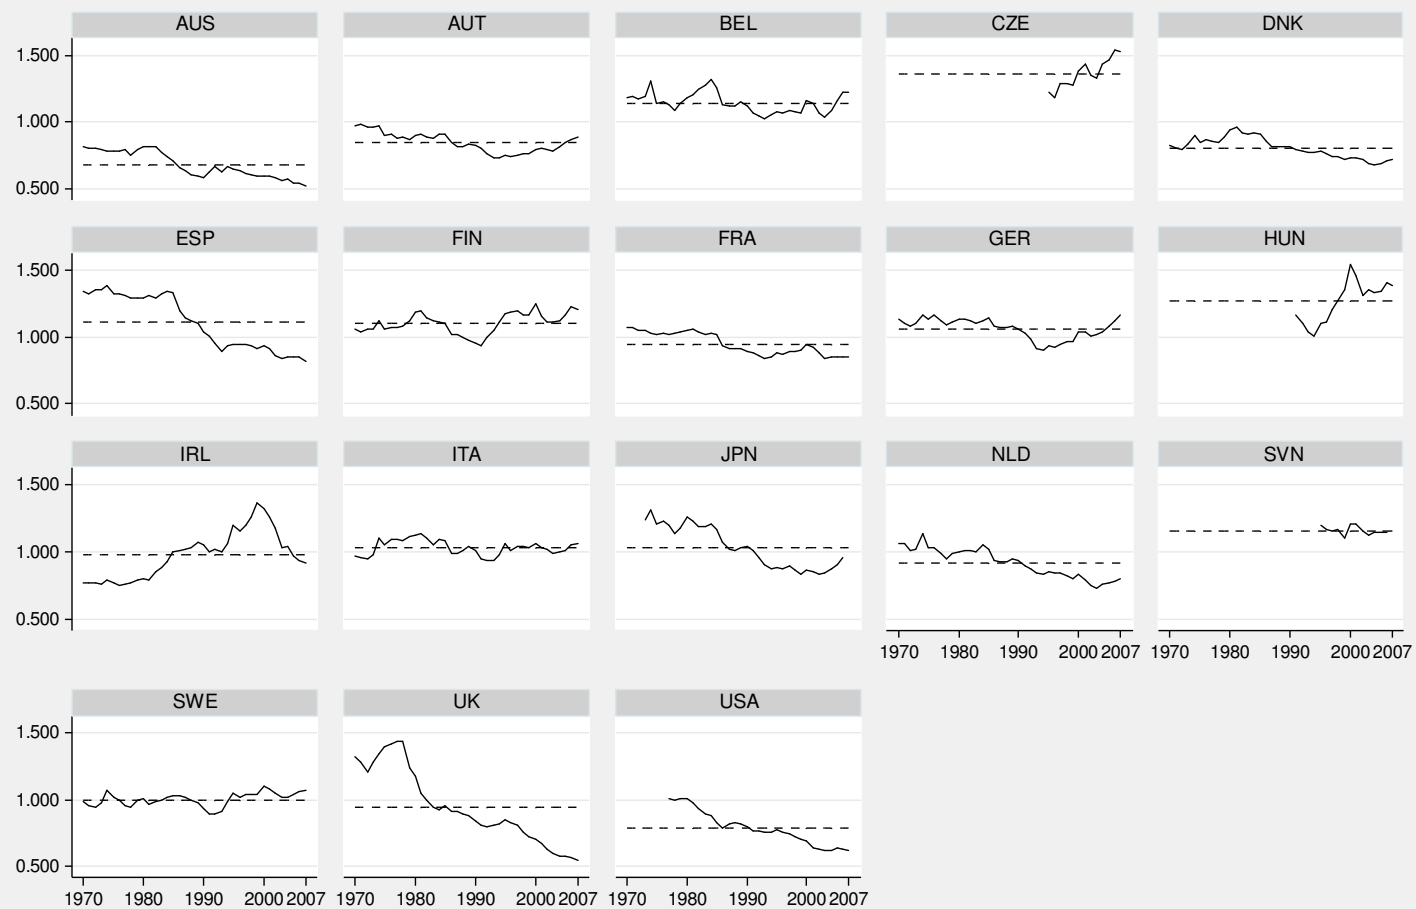 AUS AUT BEL CZE DNK
1.500
1.000
0.500
ESP FIN FRA GER HUN
1.500
1.000
0.500
IRL ITA JPN NLD SVN
1.500
1.000
0.500
1970 1980 1990 2000 2007 1970 1980 1990 2000 2007
SWE UK USA
1.500
1.000
0.500
1970 1980 1990 2000 2007 1970 1980 1990 2000 2007 1970 1980 1990 2000 2007